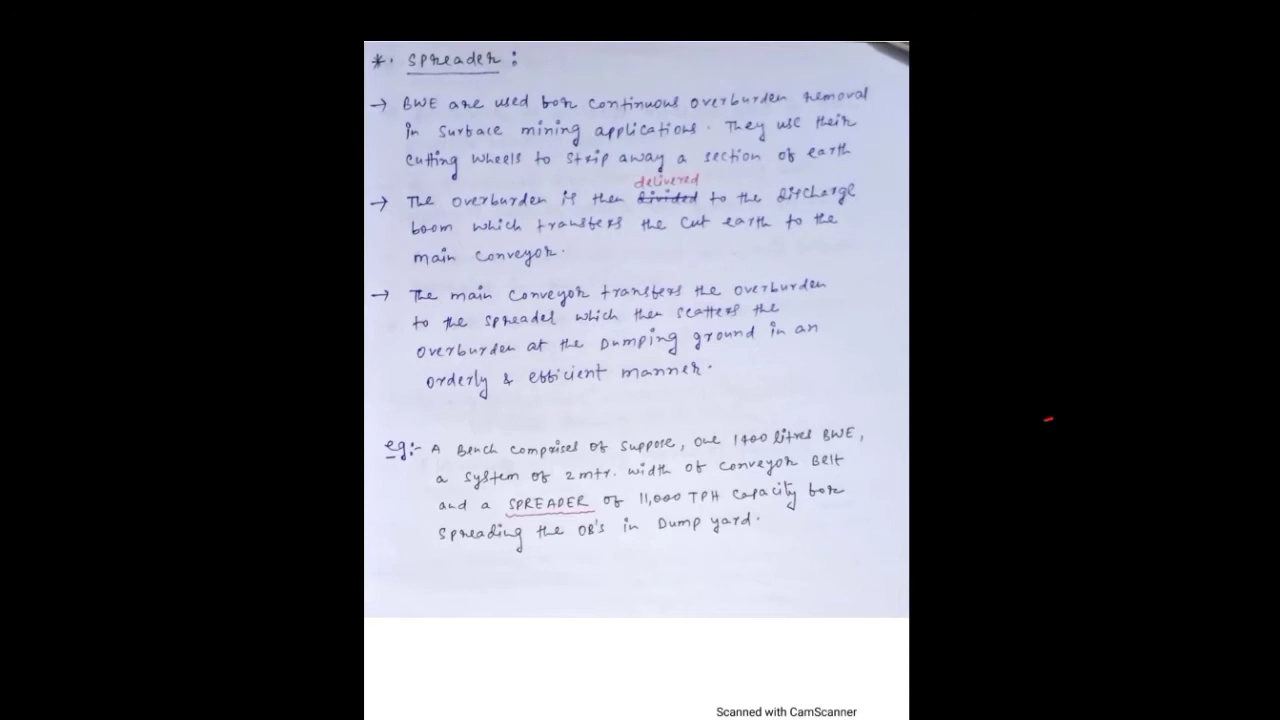 *. Spreader :
→ BWE are used for continuous overburden removal
in surface mining applications. They use their
cutting wheels to strip away a section of earth
delivered
→ The overburden is then divided to the discharge
boom which transfers the cut earth to the
main conveyor.
→ The main conveyor transfers the overburden
to the spreader which then scatters the
overburden at the Dumping ground in an
orderly & efficient manner.
eg:- A Bench comprises of suppose, one 1400 litres BWE,
a system of 2 mtr. width of conveyor Belt
and a SPREADER of 11,000 TPH capacity for
spreading the OB's in Dump yard.
Scanned with CamScanner